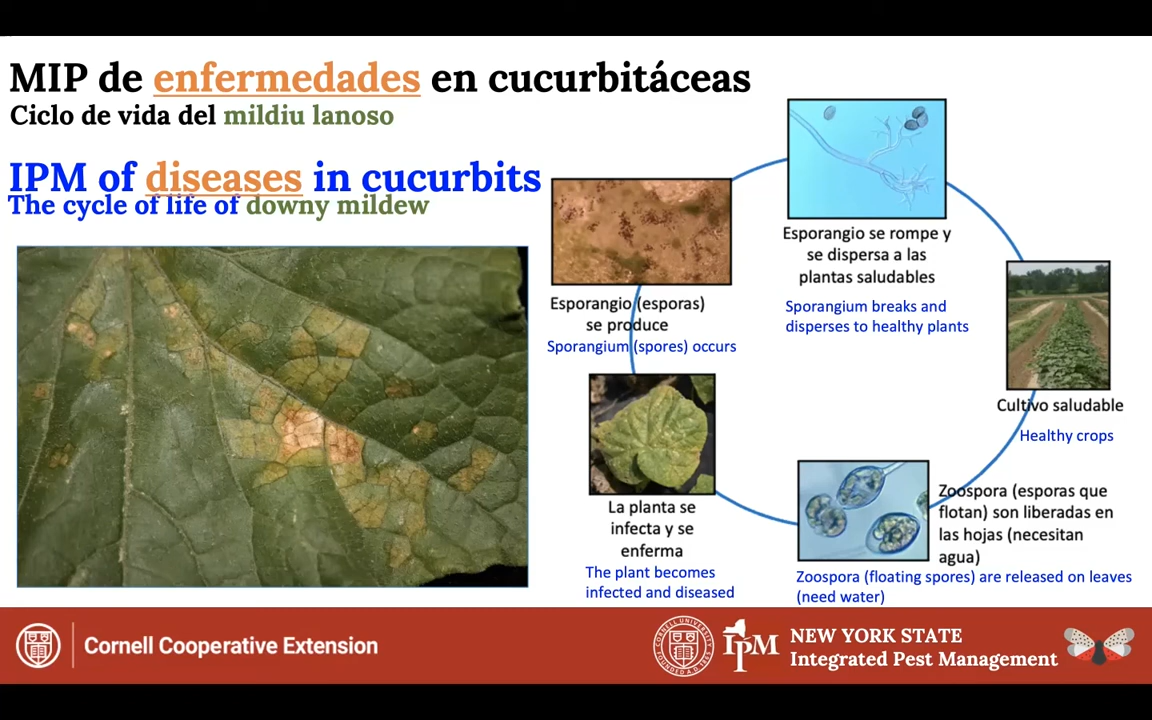 MIP de enfermedades en cucurbitáceas
Ciclo de vida del mildiu lanoso
IPM of diseases in cucurbits
The cycle of life of downy mildew
Esporangio (esporas)
se produce
Sporangium (spores) occurs
Esporangio se rompe y
se dispersa a las
plantas saludables
Sporangium breaks and
disperses to healthy plants
Cultivo saludable
Healthy crops
Zoospora (esporas que
flotan) son liberadas en
las hojas (necesitan
agua)
Zoospora (floating spores) are released on leaves
(need water)
La planta se
infecta y se
enferma
The plant becomes
infected and diseased
Cornell Cooperative Extension
IPM
NEW YORK STATE
Integrated Pest Management